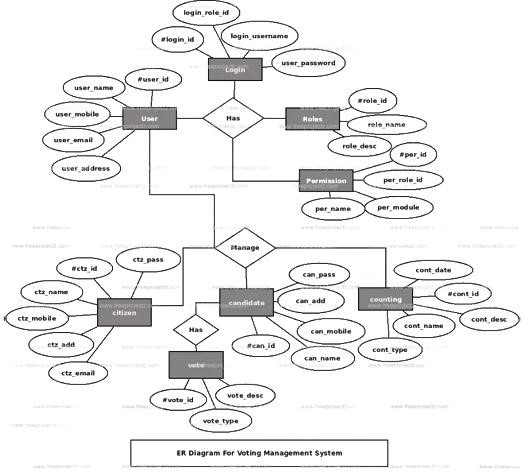 login_role_id
#login_id
login_username
Login
user_password
user_name
#user_id
user_mobile
User
user_email
user_address
Has
Roles
#role_id
role_name
role_desc
#per_id
Permission
per_role_id
per_name
per_module
Manage
ctz_pass
#ctz_id
ctz_name
ctz_mobile
citizen
ctz_add
ctz_email
can_pass
candidate
can_add
can_mobile
#can_id
can_name
cont_date
counting
#cont_id
cont_desc
cont_name
cont_type
Has
vote
#vote_id
vote_desc
vote_type
ER Diagram For Voting Management System